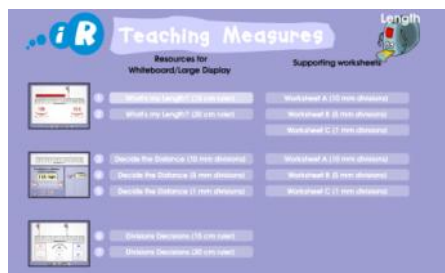 iR Teaching Measures
Length
Resources for
Whiteboard/Large Display
Supporting worksheets
What's my Length? (15 cm ruler)
Worksheet A (10 mm divisions)
What's my Length? (30 cm ruler)
Worksheet B (5 mm divisions)
Worksheet C (1 mm divisions)
Decide the Distance (10 mm divisions)
Worksheet A (10 mm divisions)
Decide the Distance (5 mm divisions)
Worksheet B (5 mm divisions)
Decide the Distance (1 mm divisions)
Worksheet C (1 mm divisions)
Divisions Decisions (15 cm ruler)
Divisions Decisions (30 cm ruler)